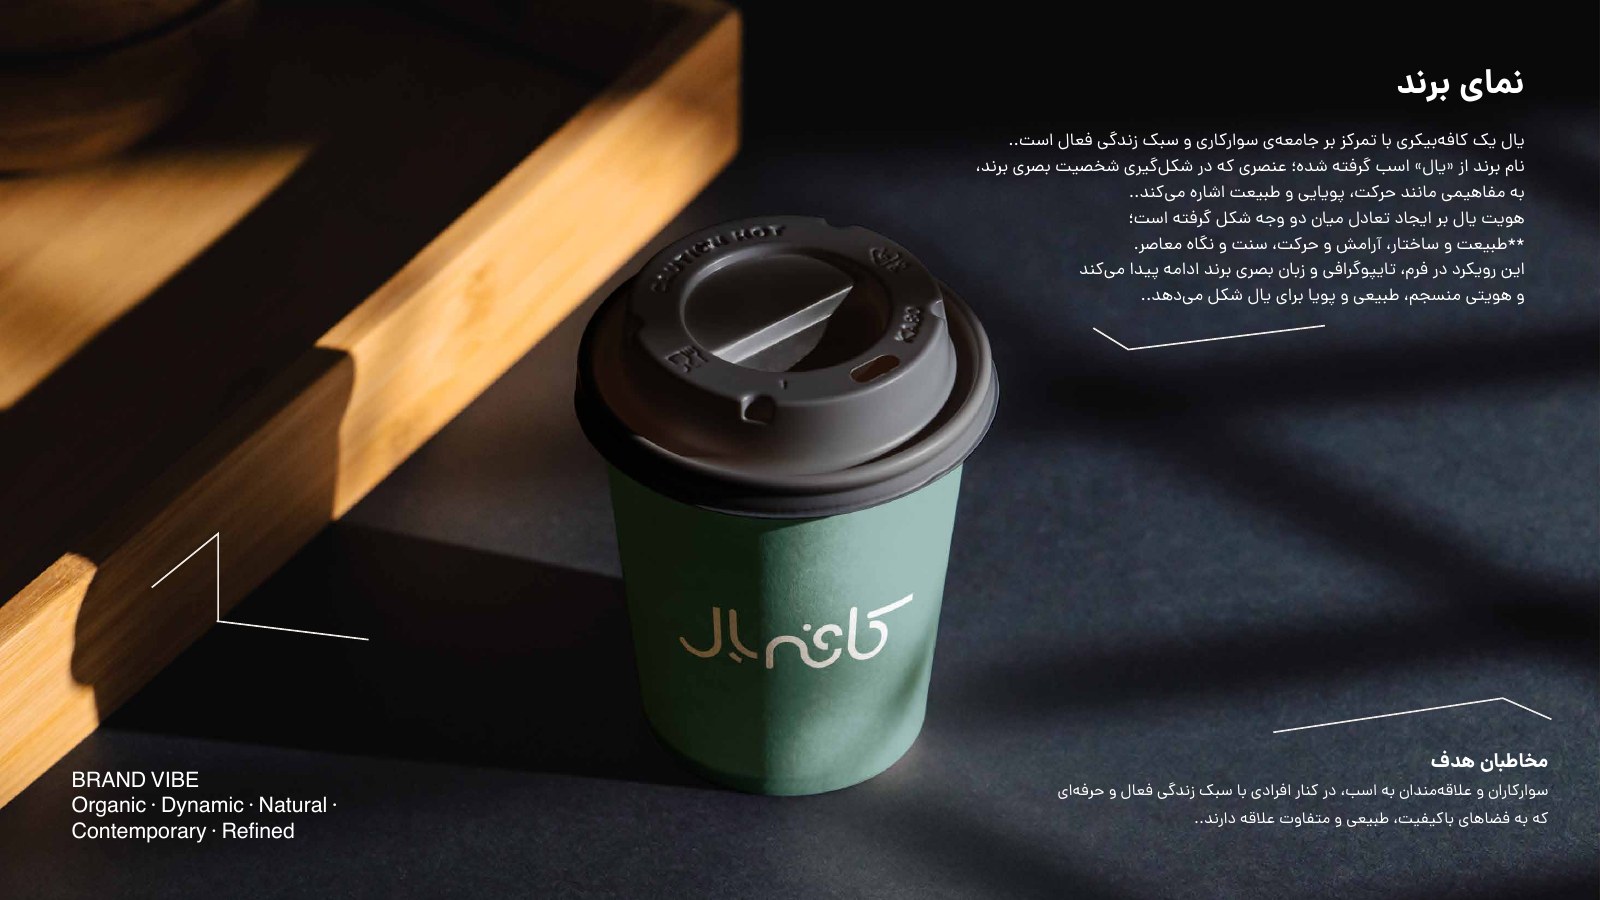 نمای برند
یال یک کافه‌بیکری با تمرکز بر جامعه‌ی سوارکاری و سبک زندگی فعال است..
نام برند از «یال» اسب گرفته شده؛ عنصری که در شکل‌گیری شخصیت بصری برند،
به مفاهیمی مانند حرکت، پویایی و طبیعت اشاره می‌کند..
هویت یال بر ایجاد تعادل میان دو وجه شکل گرفته است؛
**طبیعت و ساختار، آرامش و حرکت، سنت و نگاه معاصر.
این رویکرد در فرم، تایپوگرافی و زبان بصری برند ادامه پیدا می‌کند
و هویتی منسجم، طبیعی و پویا برای یال شکل می‌دهد..
CAUTION HOT
کافه یال
مخاطبان هدف
سوارکاران و علاقه‌مندان به اسب، در کنار افرادی با سبک زندگی فعال و حرفه‌ای
که به فضاهای باکیفیت، طبیعی و متفاوت علاقه دارند..
BRAND VIBE
Organic · Dynamic · Natural ·
Contemporary · Refined